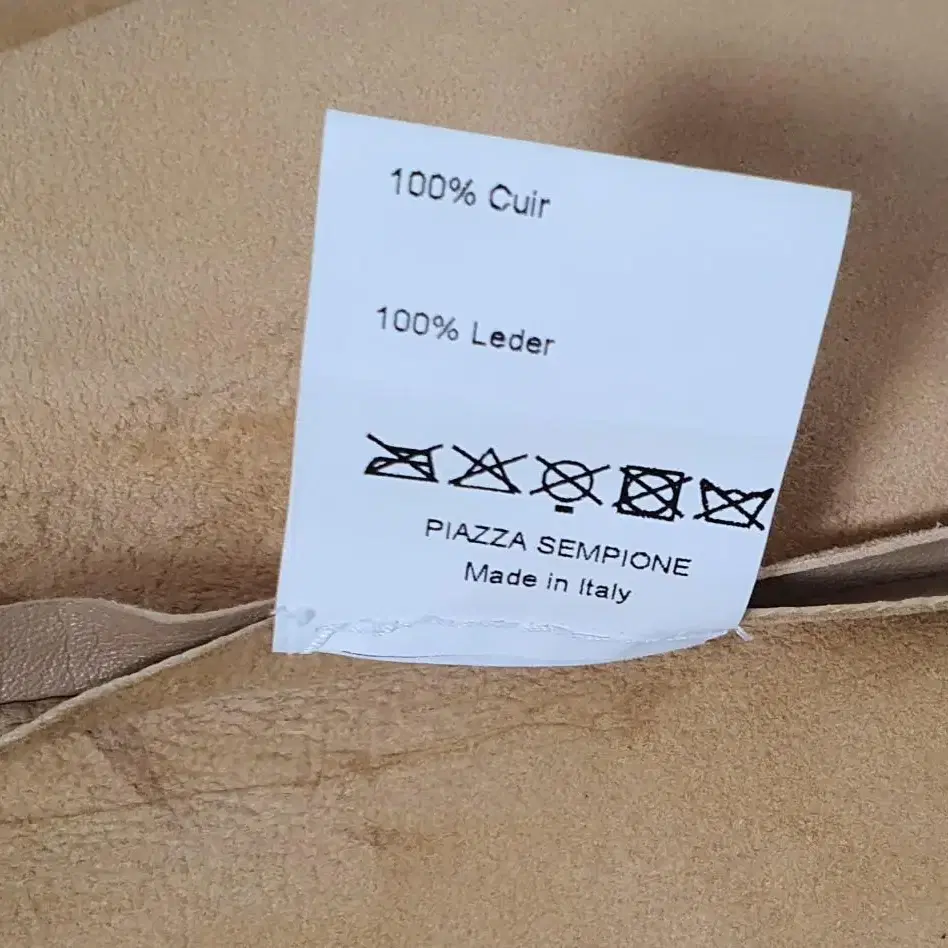 100% Cuir
100% Leder
PIAZZA SEMPIONE
Made in Italy